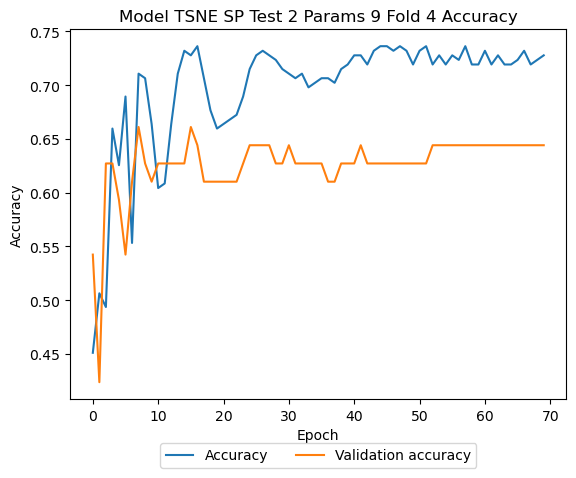 Model TSNE SP Test 2 Params 9 Fold 4 Accuracy
0.75
0.70
0.65
0.60
0.55
0.50
0.45
Accuracy
0 10 20 30 40 50 60 70
Epoch
Accuracy Validation accuracy